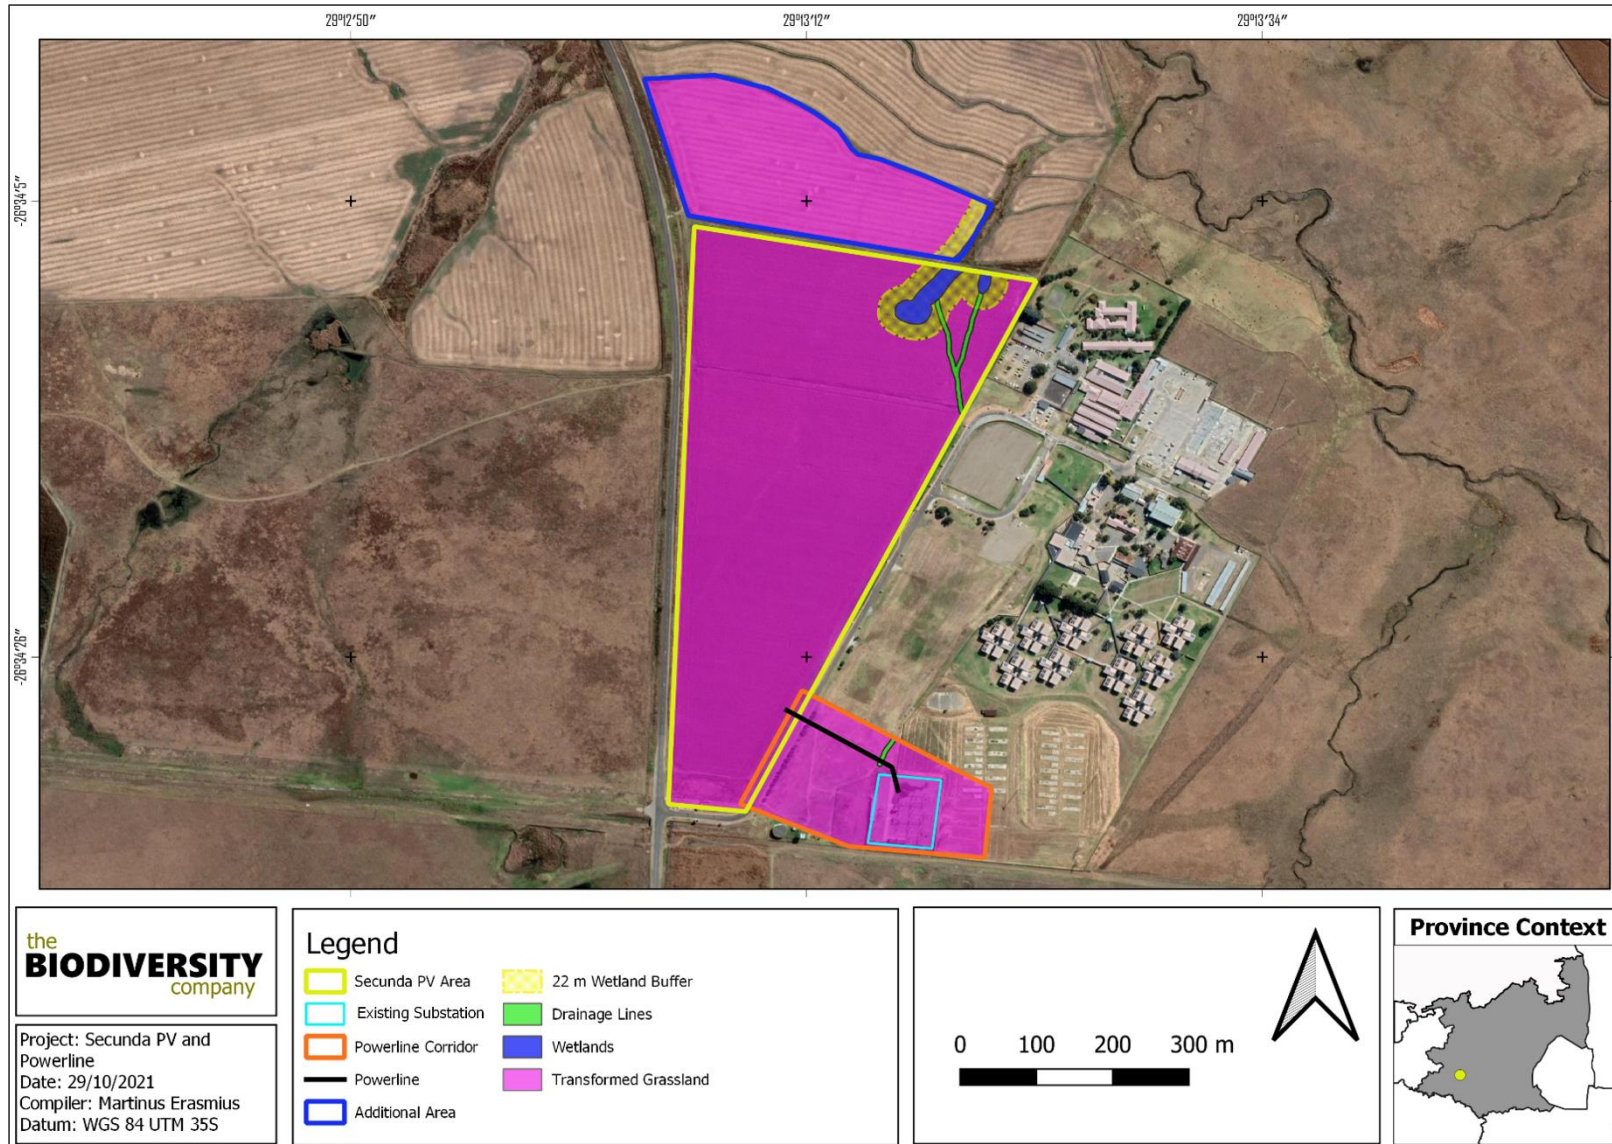 29°12'50"
29°13'12"
29°13'34"
-26°34'5"
-26°34'26"
the
BIODIVERSITY
company
Project: Secunda PV and
Powerline
Date: 29/10/2021
Compiler: Martinus Erasmius
Datum: WGS 84 UTM 35S
Legend
Secunda PV Area
Existing Substation
Powerline Corridor
Powerline
Additional Area
22 m Wetland Buffer
Drainage Lines
Wetlands
Transformed Grassland
0 100 200 300 m
Province Context